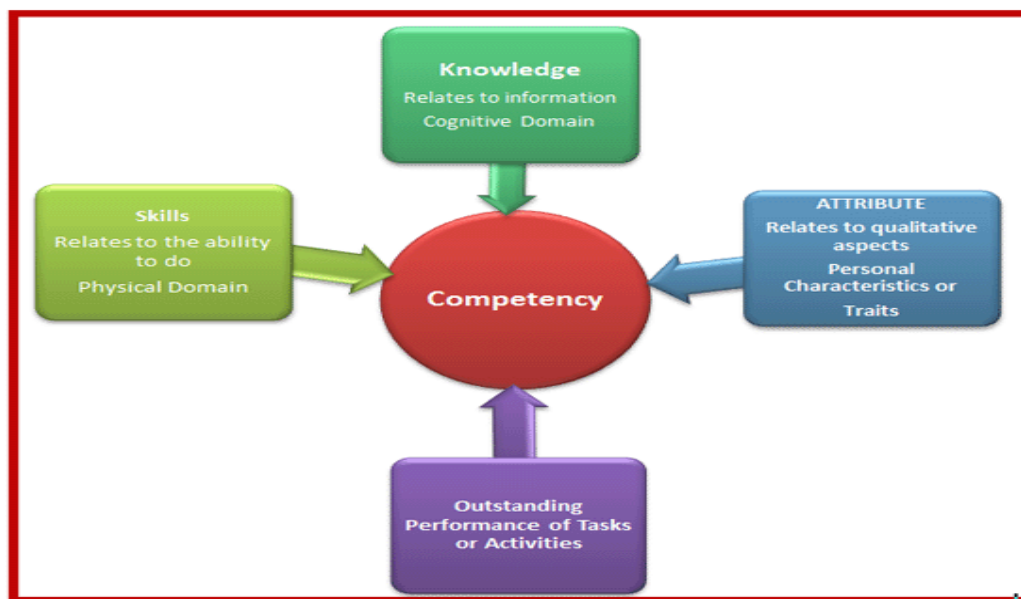 Knowledge
Relates to information
Cognitive Domain
Skills
Relates to the ability
to do
Physical Domain
Competency
ATTRIBUTE
Relates to qualitative
aspects
Personal
Characteristics or
Traits
Outstanding
Performance of Tasks
or Activities